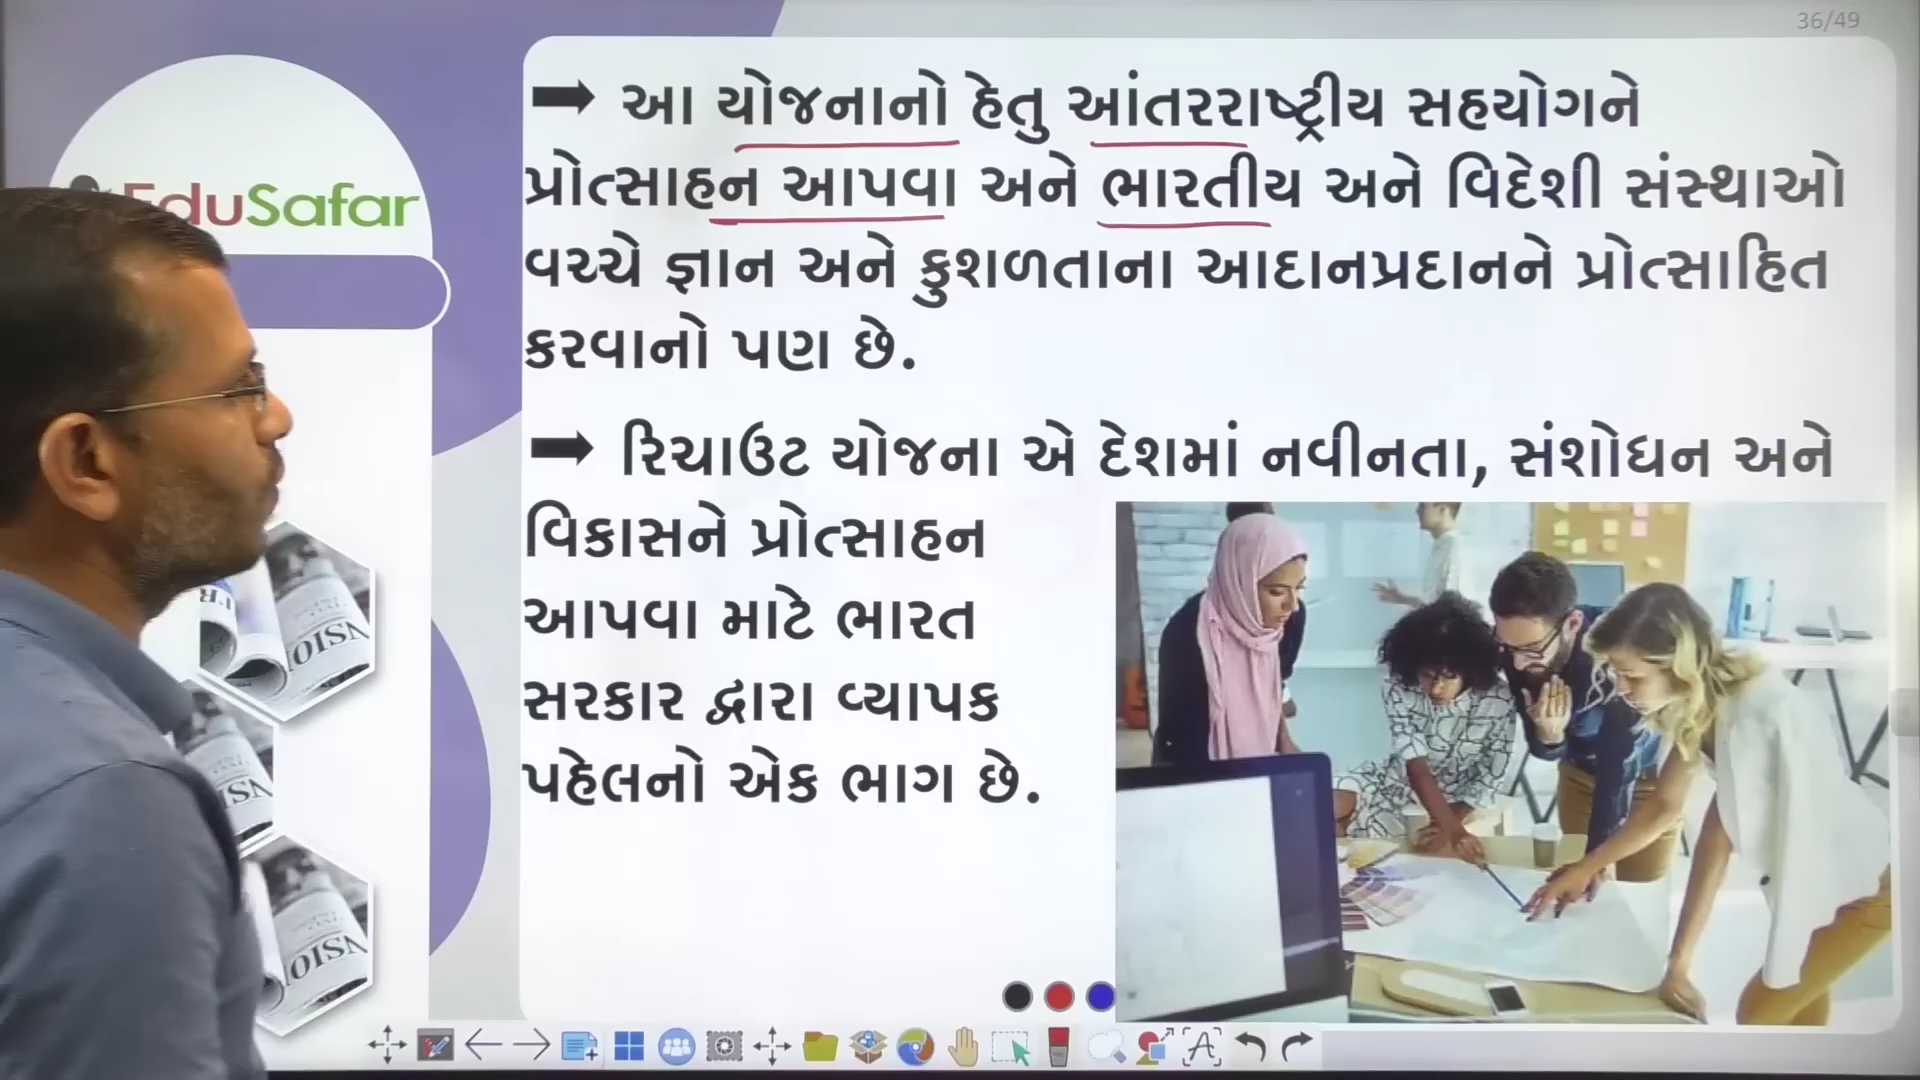 36/49
EduSafar
➡ આ યોજનાનો હેતુ આંતરરાષ્ટ્રીય સહયોગને
પ્રોત્સાહન આપવા અને ભારતીય અને વિદેશી સંસ્થાઓ
વચ્ચે જ્ઞાન અને કુશળતાના આદાનપ્રદાનને પ્રોત્સાહિત
કરવાનો પણ છે.
➡ રિચાઉટ યોજના એ દેશમાં નવીનતા, સંશોધન અને
વિકાસને પ્રોત્સાહન
આપવા માટે ભારત
સરકાર દ્વારા વ્યાપક
પહેલનો એક ભાગ છે.